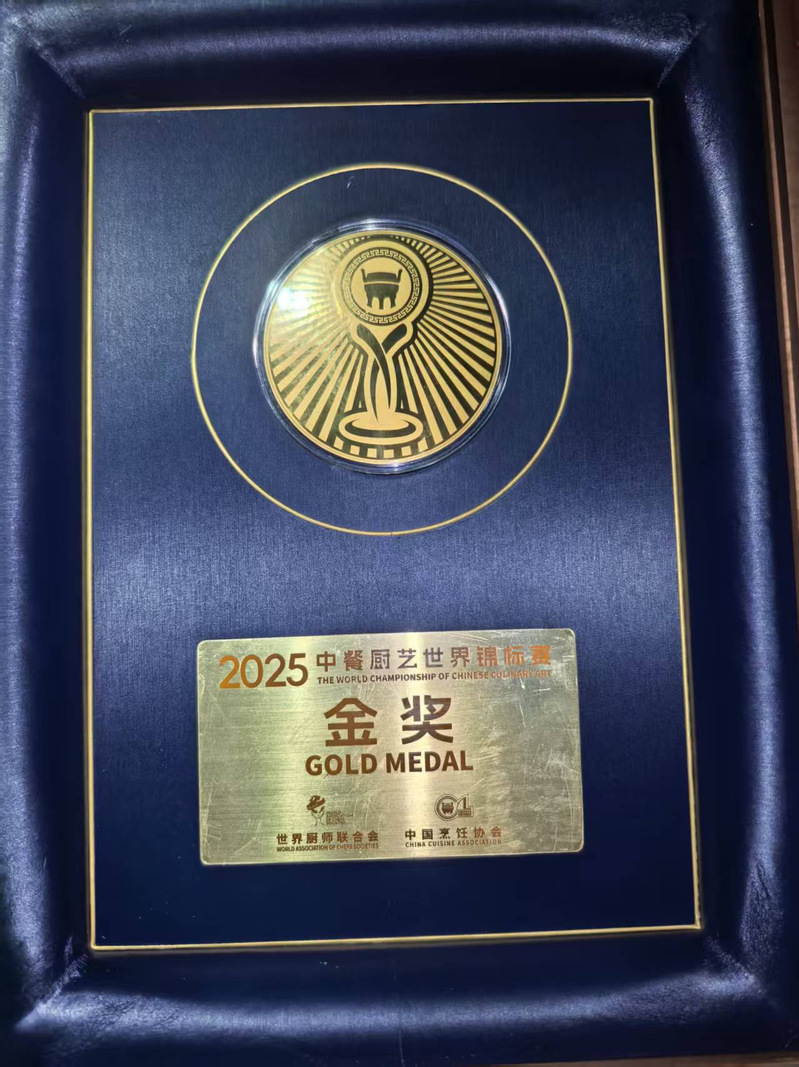 2025 中餐厨艺世界锦标赛
THE WORLD CHAMPIONSHIP OF CHINESE CULINARY ART
金奖
GOLD MEDAL
世界厨师联合会
WORLD ASSOCIATION OF CHEFS SOCIETIES
中国烹饪协会
CHINA CUISINE ASSOCIATION